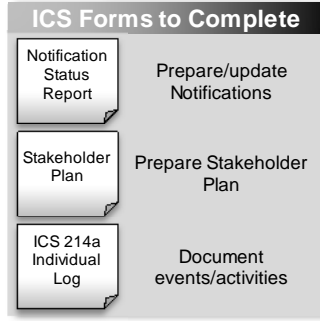 ICS Forms to Complete
Notification
Status
Report
Prepare/update
Notifications
Stakeholder
Plan
Prepare Stakeholder
Plan
ICS 214a
Individual
Log
Document
events/activities